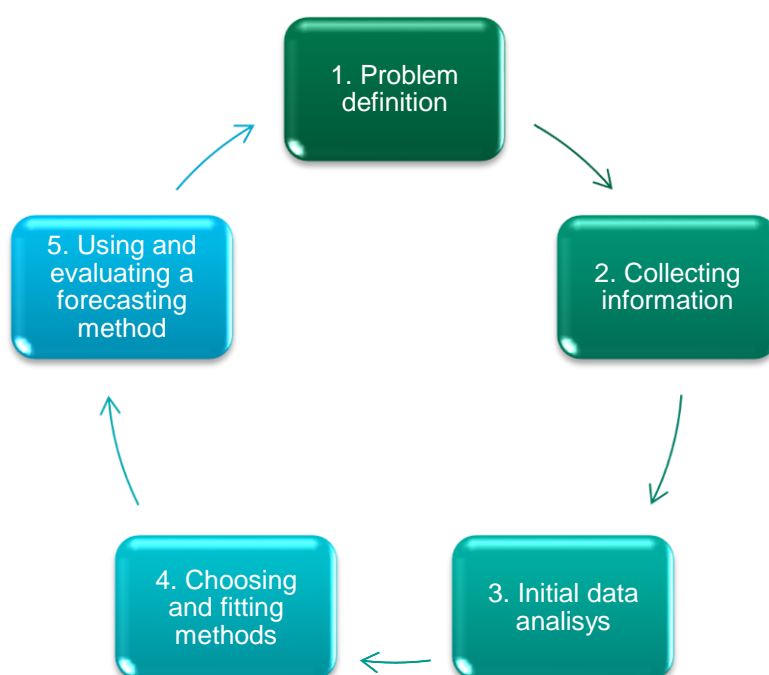 1. Problem
definition
2. Collecting
information
3. Initial data
analisys
4. Choosing
and fitting
methods
5. Using and
evaluating a
forecasting
method